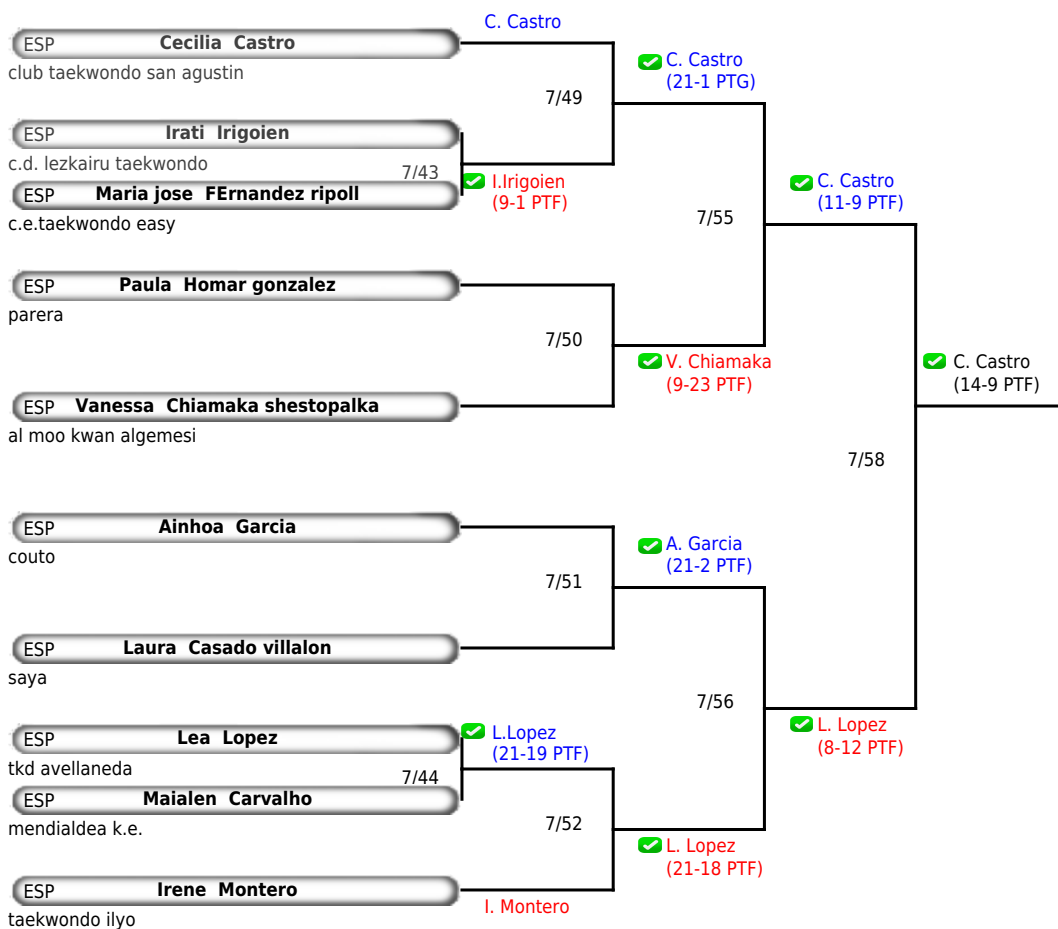 C. Castro
ESP Cecilia Castro
club taekwondo san agustin
C. Castro
(21-1 PTG)
7/49
ESP Irati Irigoien
c.d. lezkairu taekwondo
7/43
I.Irigoien
(9-1 PTF)
ESP Maria jose FErnandez ripoll
c.e.taekwondo easy
C. Castro
(11-9 PTF)
7/55
ESP Paula Homar gonzalez
parera
7/50
V. Chiamaka
(9-23 PTF)
C. Castro
(14-9 PTF)
ESP Vanessa Chiamaka shestopalka
al moo kwan algemesi
7/58
ESP Ainhoa Garcia
couto
A. Garcia
(21-2 PTF)
7/51
ESP Laura Casado villalon
saya
7/56
L. Lopez
(8-12 PTF)
ESP Lea Lopez
L.Lopez
(21-19 PTF)
tkd avellaneda
7/44
ESP Maialen Carvalho
mendialdea k.e.
7/52
L. Lopez
(21-18 PTF)
ESP Irene Montero
I. Montero
taekwondo ilyo